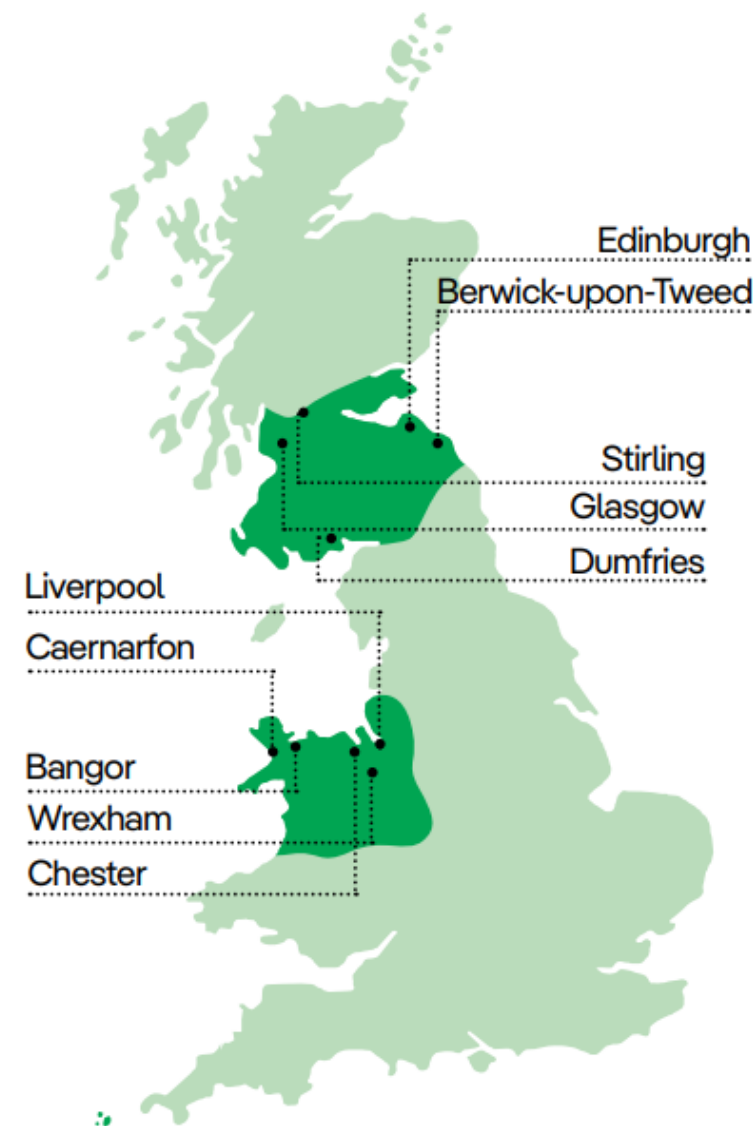 Edinburgh
Berwick-upon-Tweed
Stirling
Glasgow
Dumfries
Liverpool
Caernarfon
Bangor
Wrexham
Chester